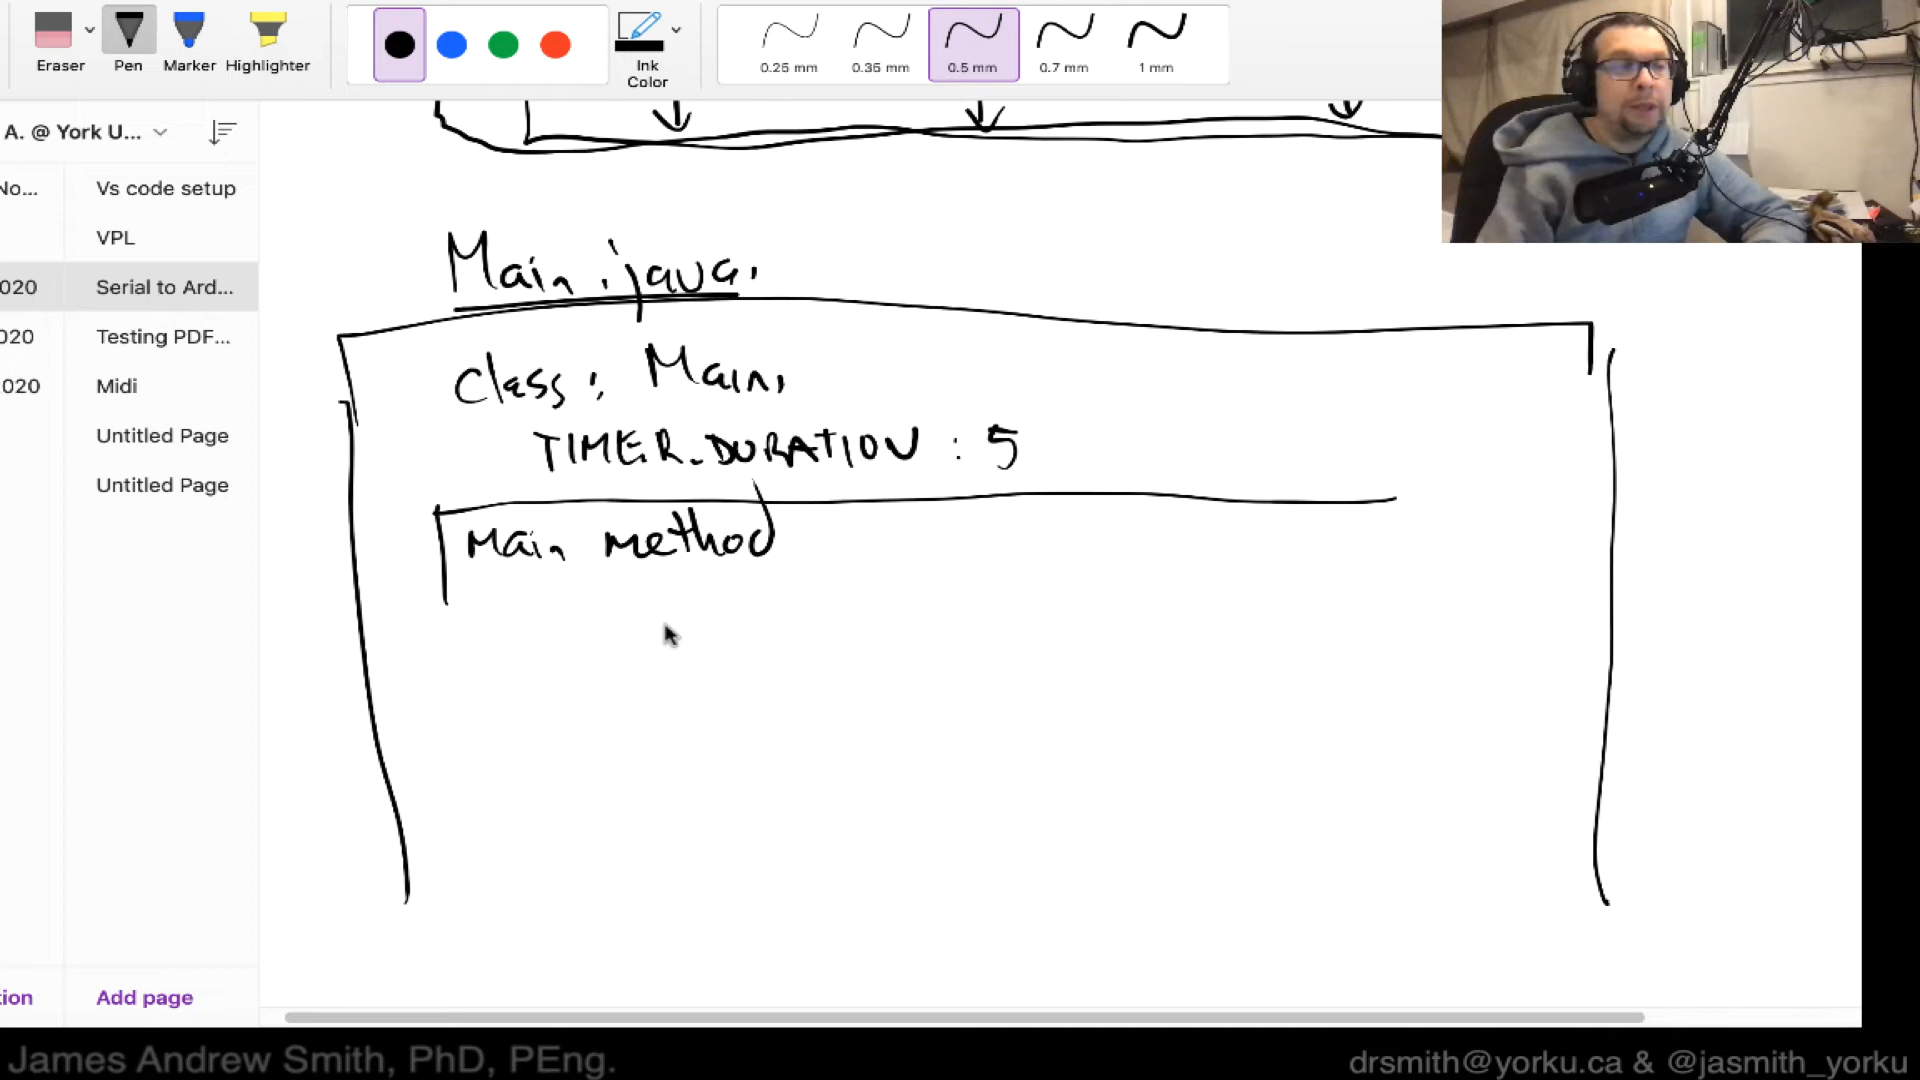 Eraser
Pen
Marker
Highlighter
Ink Color
0.25 mm
0.35 mm
0.5 mm
0.7 mm
1 mm
A. @ York U...
No...
Vs code setup
VPL
020
Serial to Ard...
020
Testing PDF...
020
Midi
Untitled Page
Untitled Page
tion
Add page
Main.java.
Class: Main,
TIMER_DURATION : 5
Main method
James Andrew Smith, PhD, PEng.
drsmith@yorku.ca & @jasmith_yorku